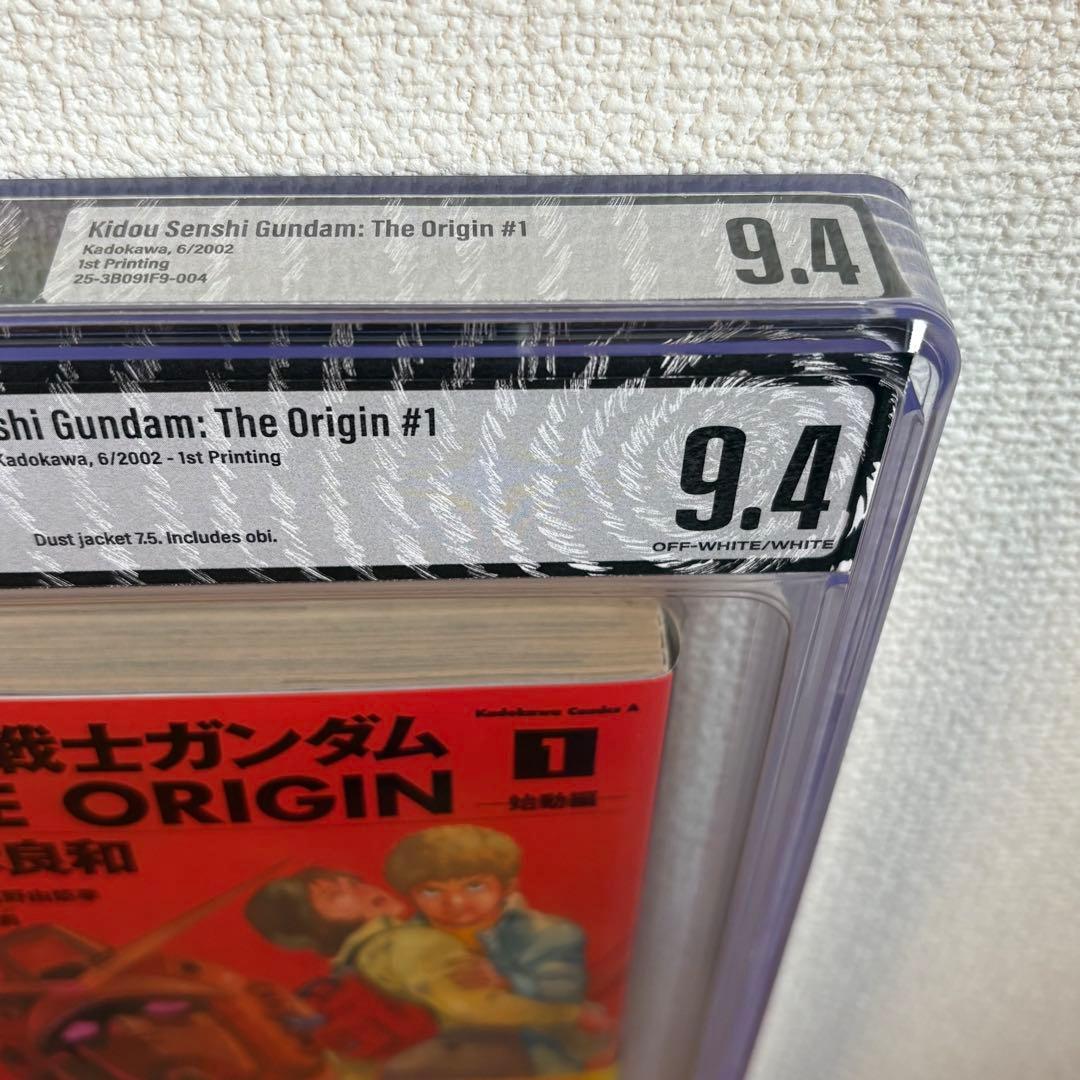 Kidou Senshi Gundam: The Origin #1
Kadokawa, 6/2002
1st Printing
25-3B091F9-004
9.4
shi Gundam: The Origin #1
Kadokawa, 6/2002 - 1st Printing
Dust jacket 7.5. Includes obi.
9.4
OFF-WHITE/WHITE
Kadokawa Comics A
戦士ガンダム
1
E ORIGIN
始動編
良和